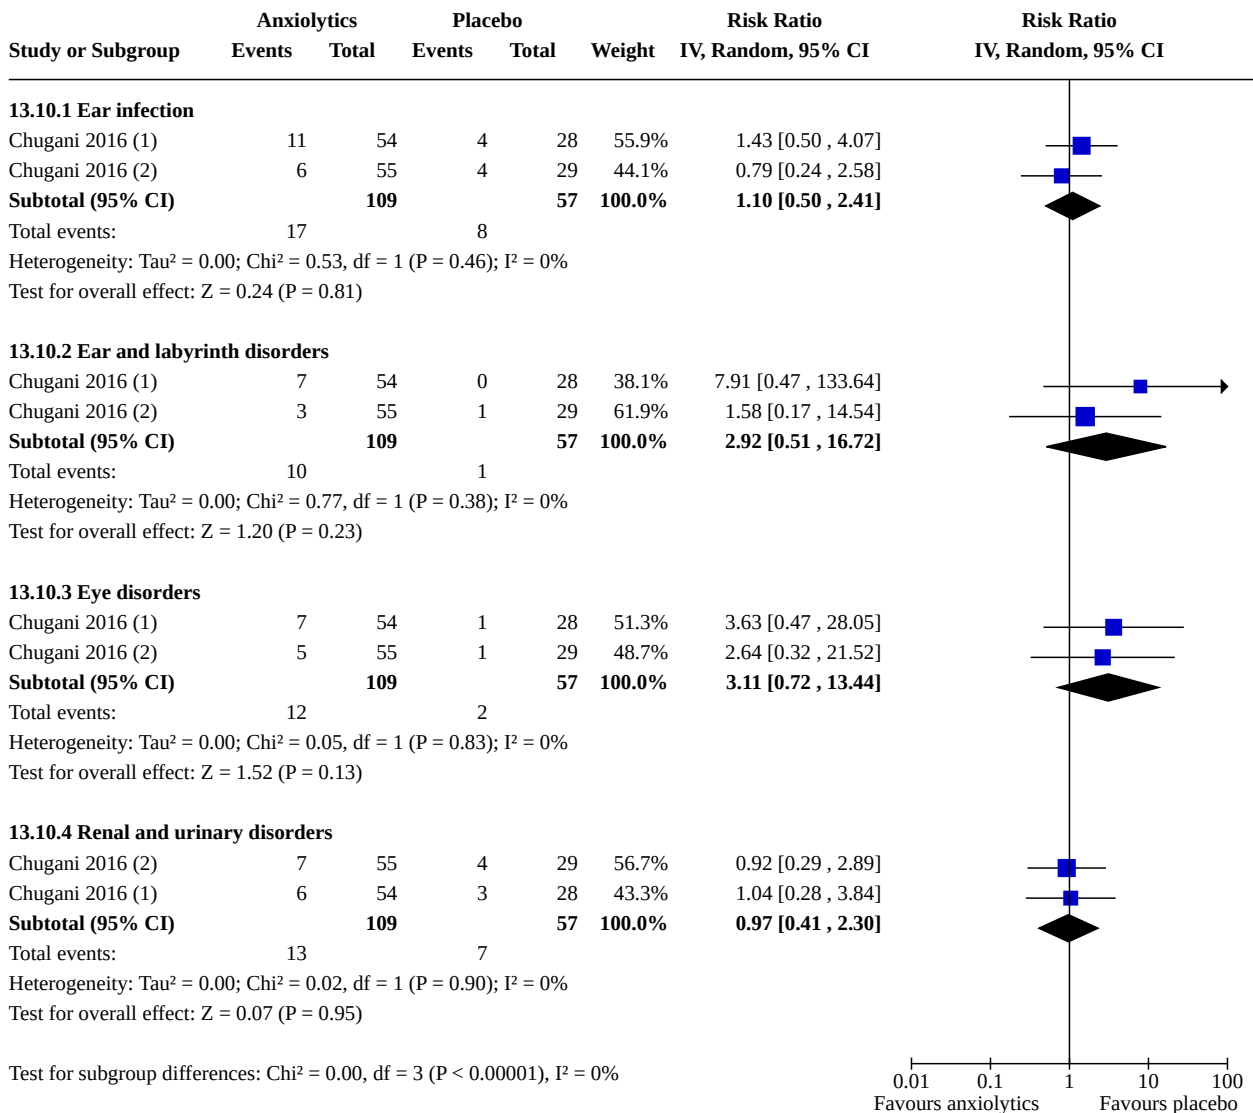 Anxiolytics Placebo Risk Ratio Risk Ratio
Study or Subgroup Events Total Events Total Weight IV, Random, 95% CI IV, Random, 95% CI
13.10.1 Ear infection
Chugani 2016 (1) 11 54 4 28 55.9% 1.43 [0.50 , 4.07]
Chugani 2016 (2) 6 55 4 29 44.1% 0.79 [0.24 , 2.58]
Subtotal (95% CI) 109 57 100.0% 1.10 [0.50 , 2.41]
Total events: 17 8
Heterogeneity: Tau² = 0.00; Chi² = 0.53, df = 1 (P = 0.46); I² = 0%
Test for overall effect: Z = 0.24 (P = 0.81)
13.10.2 Ear and labyrinth disorders
Chugani 2016 (1) 7 54 0 28 38.1% 7.91 [0.47 , 133.64]
Chugani 2016 (2) 3 55 1 29 61.9% 1.58 [0.17 , 14.54]
Subtotal (95% CI) 109 57 100.0% 2.92 [0.51 , 16.72]
Total events: 10 1
Heterogeneity: Tau² = 0.00; Chi² = 0.77, df = 1 (P = 0.38); I² = 0%
Test for overall effect: Z = 1.20 (P = 0.23)
13.10.3 Eye disorders
Chugani 2016 (1) 7 54 1 28 51.3% 3.63 [0.47 , 28.05]
Chugani 2016 (2) 5 55 1 29 48.7% 2.64 [0.32 , 21.52]
Subtotal (95% CI) 109 57 100.0% 3.11 [0.72 , 13.44]
Total events: 12 2
Heterogeneity: Tau² = 0.00; Chi² = 0.05, df = 1 (P = 0.83); I² = 0%
Test for overall effect: Z = 1.52 (P = 0.13)
13.10.4 Renal and urinary disorders
Chugani 2016 (2) 7 55 4 29 56.7% 0.92 [0.29 , 2.89]
Chugani 2016 (1) 6 54 3 28 43.3% 1.04 [0.28 , 3.84]
Subtotal (95% CI) 109 57 100.0% 0.97 [0.41 , 2.30]
Total events: 13 7
Heterogeneity: Tau² = 0.00; Chi² = 0.02, df = 1 (P = 0.90); I² = 0%
Test for overall effect: Z = 0.07 (P = 0.95)
Test for subgroup differences: Chi² = 0.00, df = 3 (P < 0.00001), I² = 0%
0.01 0.1 1 10 100
Favours anxiolytics Favours placebo